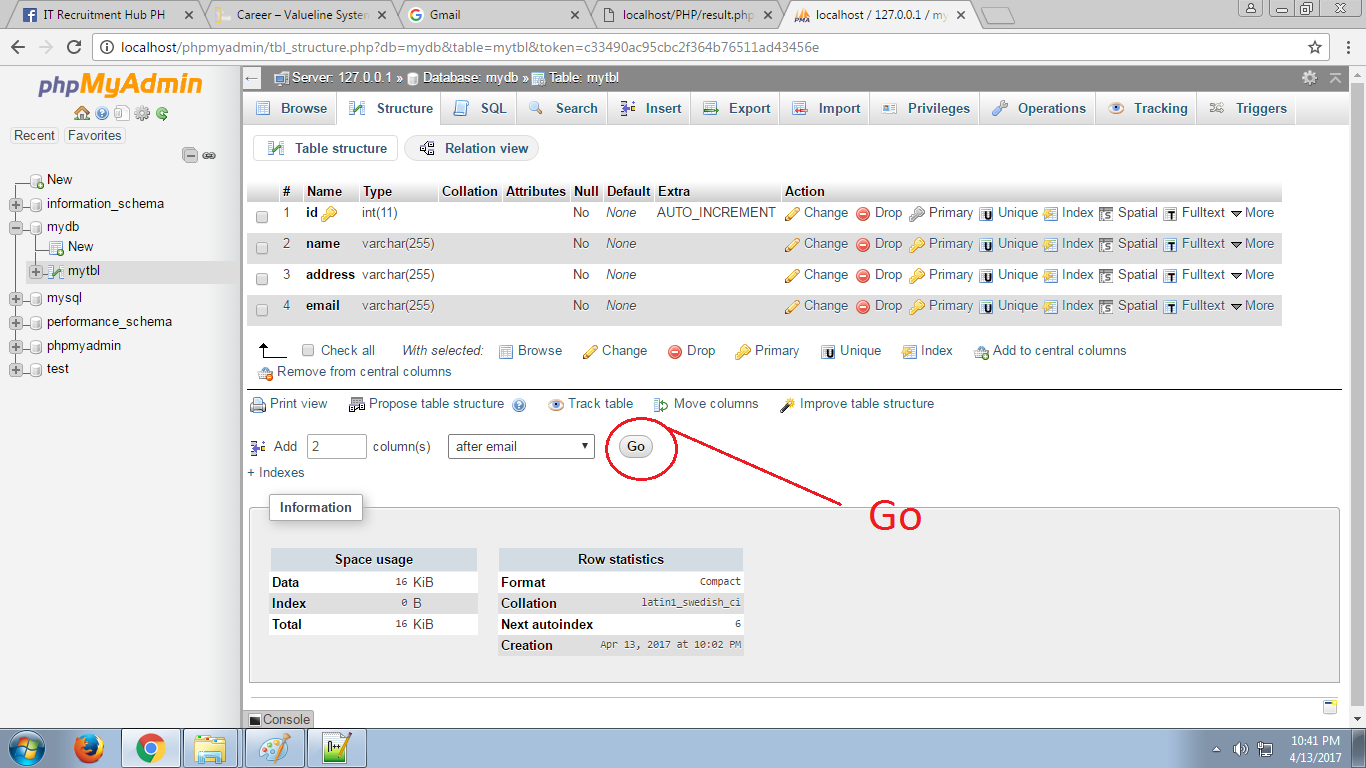 IT Recruitment Hub PH
Career – Valueline System
Gmail
localhost/PHP/result.php
localhost / 127.0.0.1 / my
localhost/phpmyadmin/tbl_structure.php?db=mydb&table=mytbl&token=c33490ac95cbc2f364b76511ad43456e
phpMyAdmin
Recent Favorites
New
information_schema
mydb
New
mytbl
mysql
performance_schema
phpmyadmin
test
Server: 127.0.0.1 » Database: mydb » Table: mytbl
Browse Structure SQL Search Insert Export Import Privileges Operations Tracking Triggers
Table structure Relation view
# Name Type Collation Attributes Null Default Extra Action
1 id int(11) No None AUTO_INCREMENT Change Drop Primary Unique Index Spatial Fulltext More
2 name varchar(255) No None Change Drop Primary Unique Index Spatial Fulltext More
3 address varchar(255) No None Change Drop Primary Unique Index Spatial Fulltext More
4 email varchar(255) No None Change Drop Primary Unique Index Spatial Fulltext More
Check all With selected: Browse Change Drop Primary Unique Index Add to central columns
Remove from central columns
Print view Propose table structure Track table Move columns Improve table structure
Add 2 column(s) after email Go
+ Indexes
Go
Information
Space usage
Data 16 KiB
Index 0 B
Total 16 KiB
Row statistics
Format Compact
Collation latin1_swedish_ci
Next autoindex 6
Creation Apr 13, 2017 at 10:02 PM
Console
10:41 PM
4/13/2017